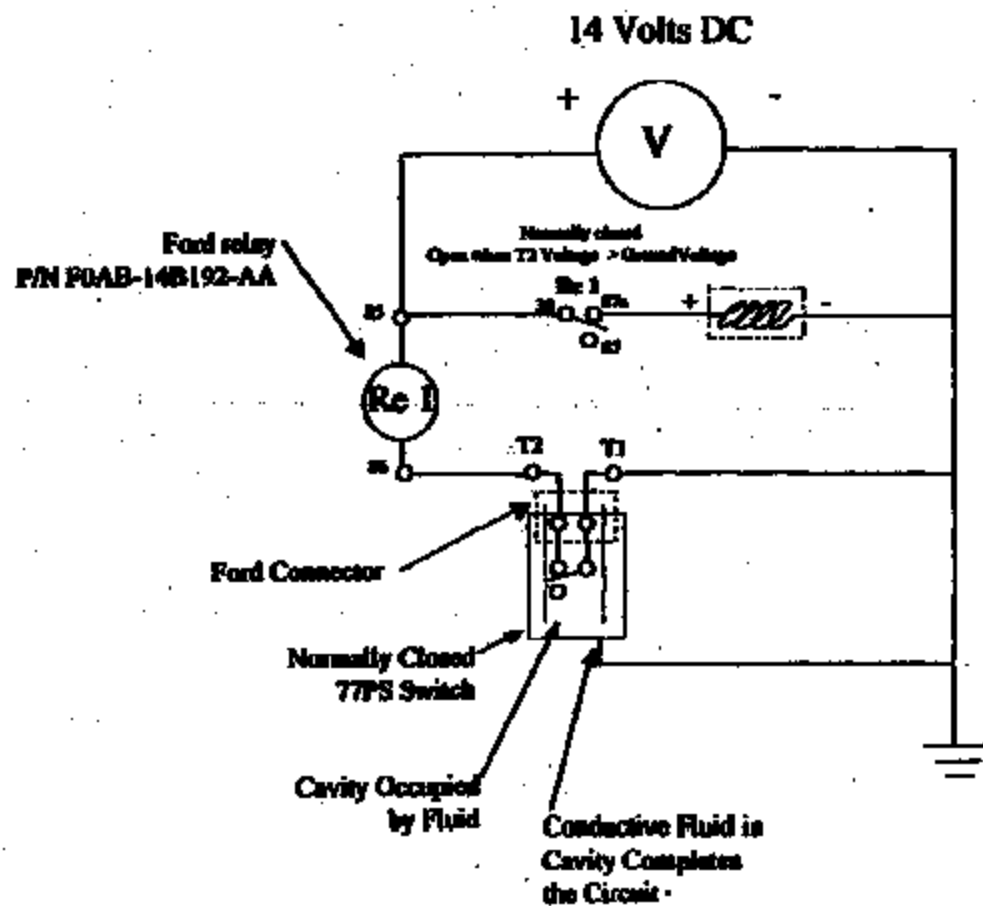 14 Volts DC
+ -
V
Ford relay
P/N F0AB-14B192-AA
Normally closed
Open when T2 Voltage > Ground Voltage
Re 1
85 30 87a + -
87
Re 1
86 T2 T1
Ford Connector
Normally Closed
77PS Switch
Cavity Occupied
by Fluid
Conductive Fluid in
Cavity Completes
the Circuit